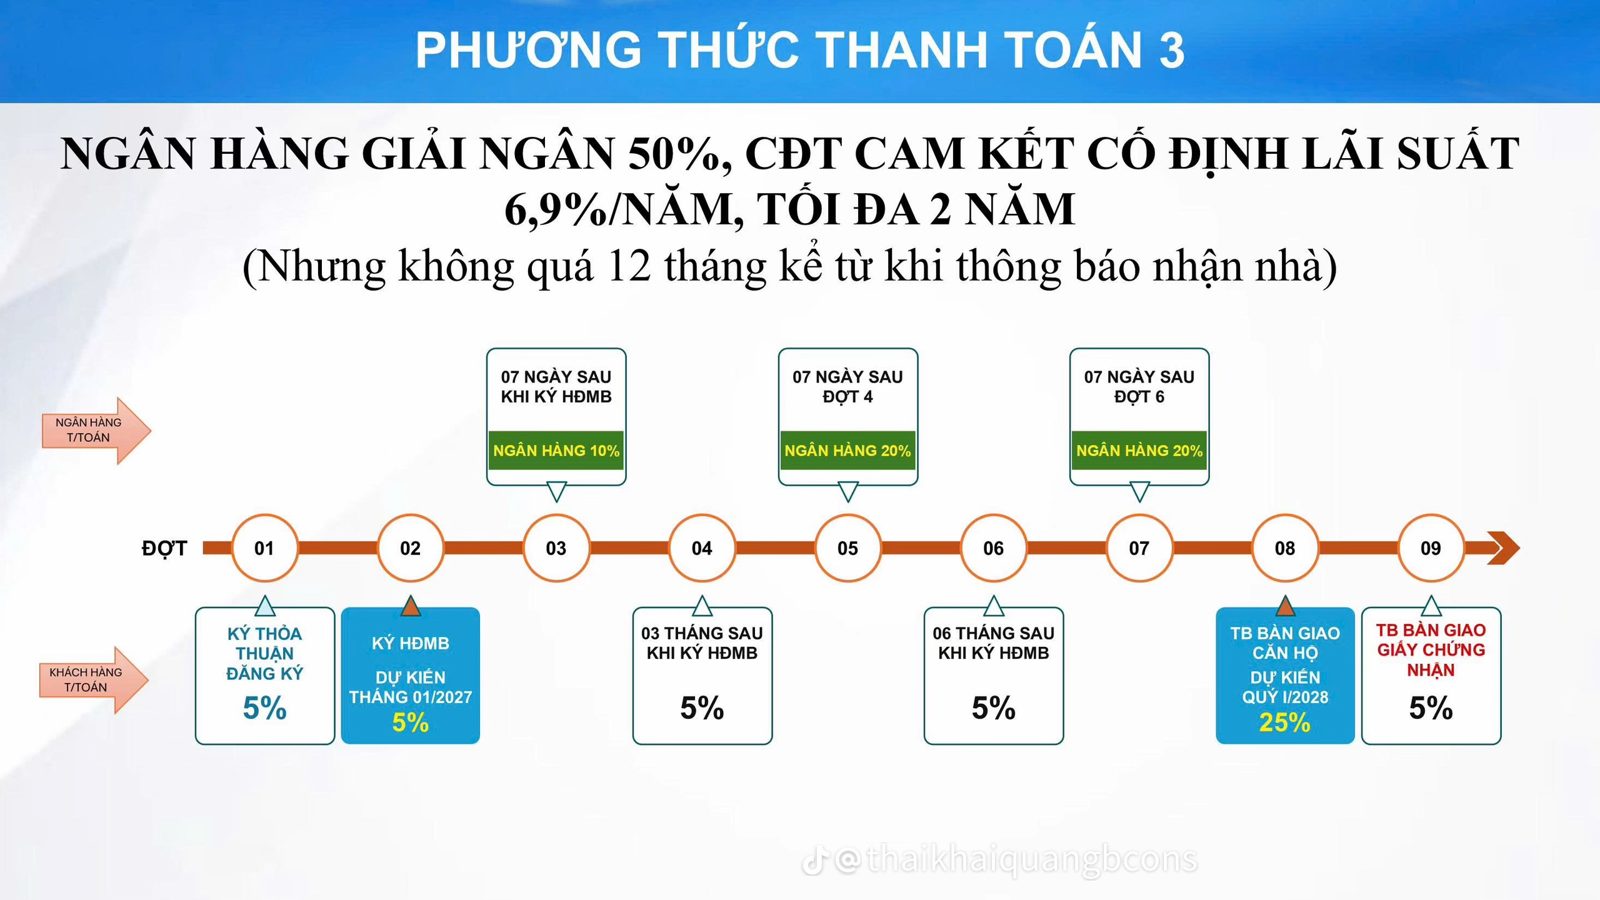 PHƯƠNG THỨC THANH TOÁN 3
NGÂN HÀNG GIẢI NGÂN 50%, CĐT CAM KẾT CỐ ĐỊNH LÃI SUẤT
6,9%/NĂM, TỐI ĐA 2 NĂM
(Nhưng không quá 12 tháng kể từ khi thông báo nhận nhà)
NGÂN HÀNG
T/TOÁN
07 NGÀY SAU
KHI KÝ HĐMB
NGÂN HÀNG 10%
07 NGÀY SAU
ĐỢT 4
NGÂN HÀNG 20%
07 NGÀY SAU
ĐỢT 6
NGÂN HÀNG 20%
ĐỢT
01
02
03
04
05
06
07
08
09
KHÁCH HÀNG
T/TOÁN
KÝ THỎA
THUẬN
ĐĂNG KÝ
5%
KÝ HĐMB
DỰ KIẾN
THÁNG 01/2027
5%
03 THÁNG SAU
KHI KÝ HĐMB
5%
06 THÁNG SAU
KHI KÝ HĐMB
5%
TB BÀN GIAO
CĂN HỘ
DỰ KIẾN
QUÝ I/2028
25%
TB BÀN GIAO
GIẤY CHỨNG
NHẬN
5%
@thaikhaiquangbcons